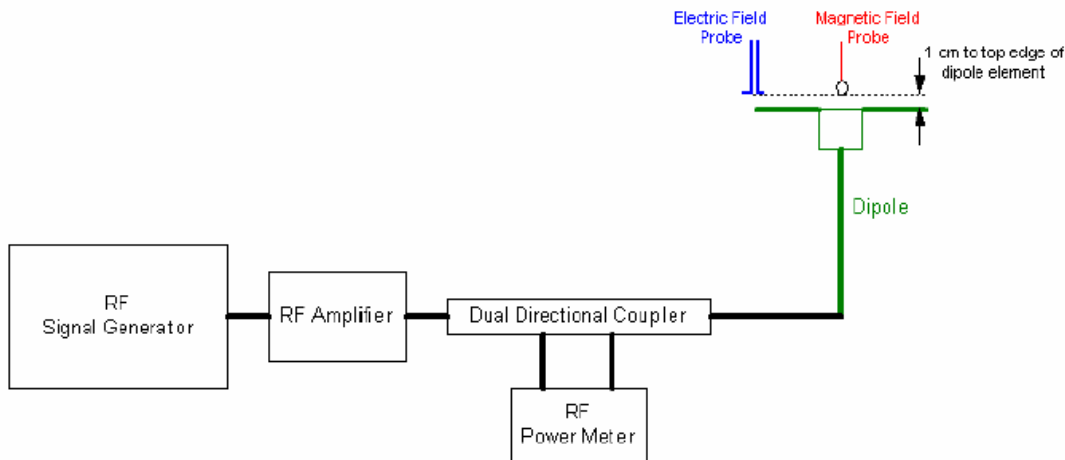 Electric Field
Probe
Magnetic Field
Probe
1 cm to top edge of
dipole element
Dipole
RF
Signal Generator
RF Amplifier
Dual Directional Coupler
RF
Power Meter